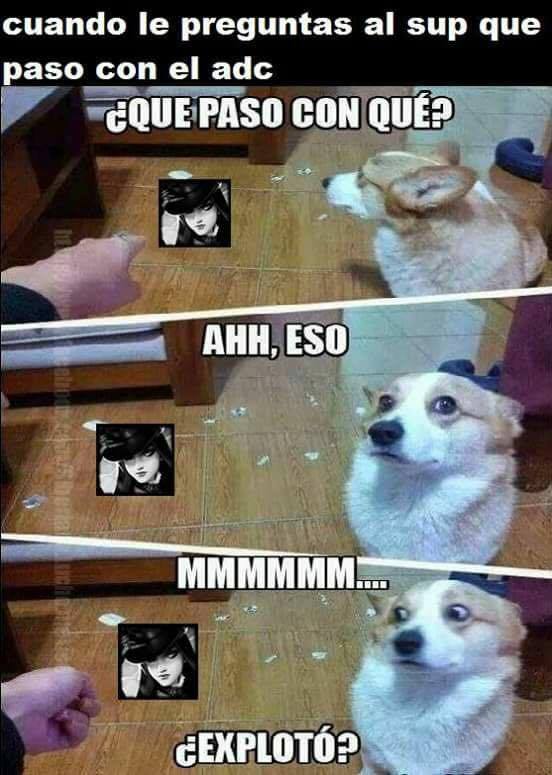 cuando le preguntas al sup que
paso con el adc
¿QUE PASO CON QUÉ?
AHH, ESO
MMMMMM....
¿EXPLOTÓ?